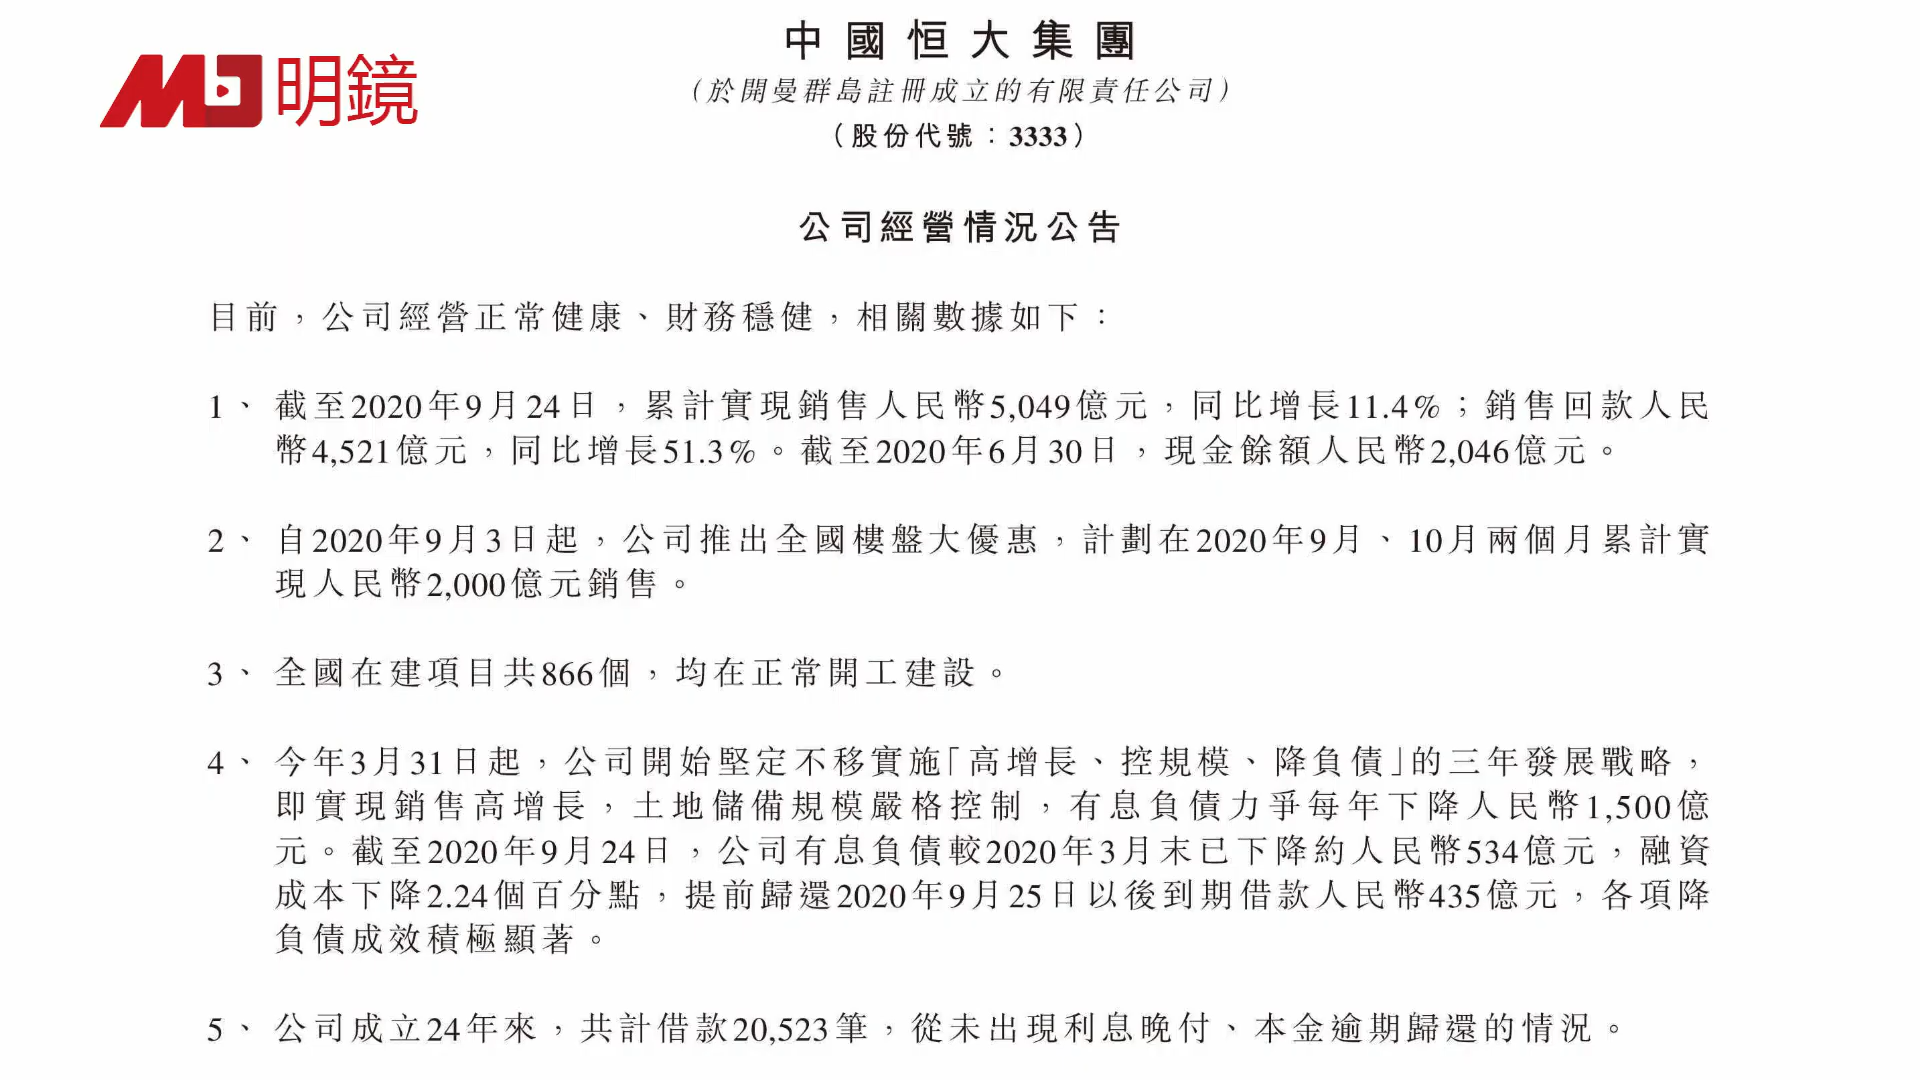 明鏡
中國恒大集團
(於開曼群島註冊成立的有限責任公司)
(股份代號：3333)
公司經營情況公告
目前，公司經營正常健康、財務穩健，相關數據如下：
1、 截至2020年9月24日，累計實現銷售人民幣5,049億元，同比增長11.4%；銷售回款人民
幣4,521億元，同比增長51.3%。截至2020年6月30日，現金餘額人民幣2,046億元。
2、 自2020年9月3日起，公司推出全國樓盤大優惠，計劃在2020年9月、10月兩個月累計實
現人民幣2,000億元銷售。
3、 全國在建項目共866個，均在正常開工建設。
4、 今年3月31日起，公司開始堅定不移實施「高增長、控規模、降負債」的三年發展戰略，
即實現銷售高增長，土地儲備規模嚴格控制，有息負債力爭每年下降人民幣1,500億
元。截至2020年9月24日，公司有息負債較2020年3月末已下降約人民幣534億元，融資
成本下降2.24個百分點，提前歸還2020年9月25日以後到期借款人民幣435億元，各項降
負債成效積極顯著。
5、 公司成立24年來，共計借款20,523筆，從未出現利息晚付、本金逾期歸還的情況。